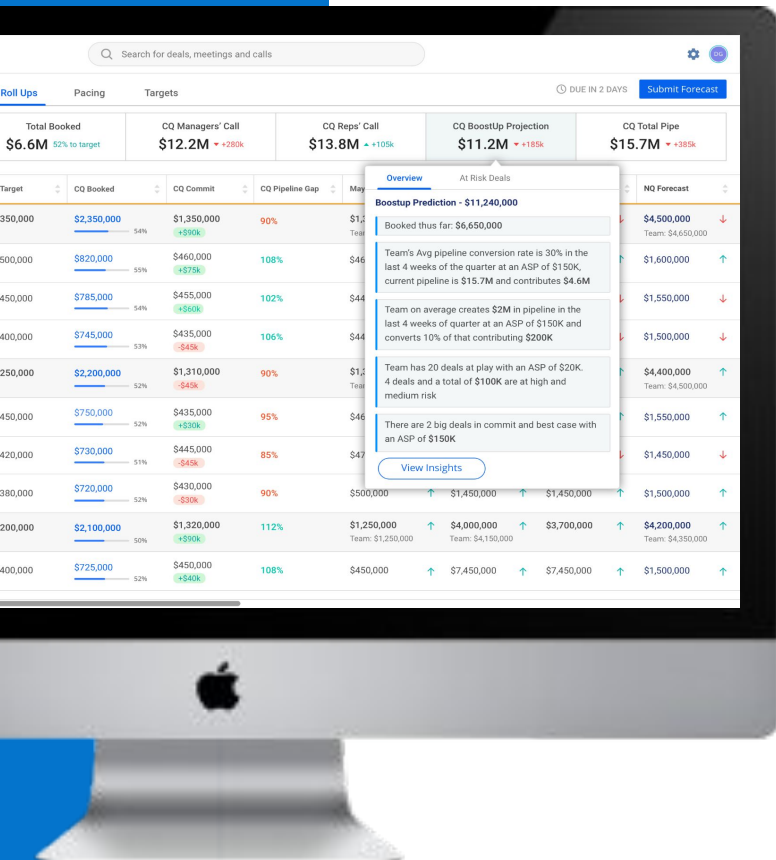 Search for deals, meetings and calls
DG
Roll Ups Pacing Targets DUE IN 2 DAYS Submit Forecast
Total Booked CQ Managers' Call CQ Reps' Call CQ BoostUp Projection CQ Total Pipe
$6.6M 52% to target $12.2M +280k $13.8M +105k $11.2M +185k $15.7M +385k
Target CQ Booked CQ Commit CQ Pipeline Gap May NQ Forecast
Overview At Risk Deals
Boostup Prediction - $11,240,000
Booked thus far: $6,650,000
Team's Avg pipeline conversion rate is 30% in the
last 4 weeks of the quarter at an ASP of $150K,
current pipeline is $15.7M and contributes $4.6M
Team on average creates $2M in pipeline in the
last 4 weeks of quarter at an ASP of $150K and
converts 10% of that contributing $200K
Team has 20 deals at play with an ASP of $20K.
4 deals and a total of $100K are at high and
medium risk
There are 2 big deals in commit and best case with
an ASP of $150K
View Insights
350,000 $2,350,000 54% $1,350,000 90% $4,500,000
+$90k Team: $4,650,000
500,000 $820,000 55% $460,000 108% $1,600,000
+$75k
450,000 $785,000 54% $455,000 102% $1,550,000
+$60k
400,000 $745,000 53% $435,000 106% $1,500,000
-$45k
250,000 $2,200,000 52% $1,310,000 90% $4,400,000
-$45k Team: $4,500,000
450,000 $750,000 52% $435,000 95% $1,550,000
+$30k
420,000 $730,000 51% $445,000 85% $1,450,000
-$45k
380,000 $720,000 52% $430,000 90% $500,000 $1,450,000 $1,450,000 $1,500,000
-$30k
200,000 $2,100,000 50% $1,320,000 112% $1,250,000 $4,000,000 $3,700,000 $4,200,000
+$90k Team: $1,250,000 Team: $4,150,000 Team: $4,350,000
400,000 $725,000 52% $450,000 108% $450,000 $7,450,000 $7,450,000 $1,500,000
+$40k